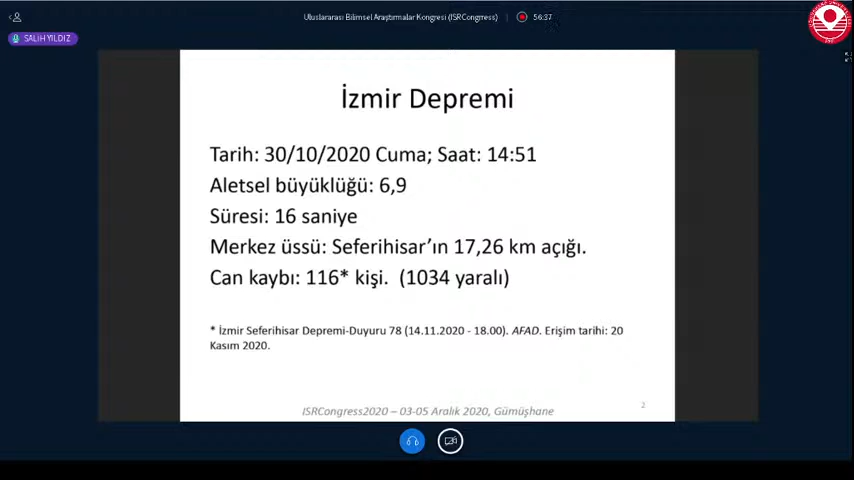 Uluslararası Bilimsel Araştırmalar Kongresi (ISRCongress)
56:37
SALİH YILDIZ
İzmir Depremi
Tarih: 30/10/2020 Cuma; Saat: 14:51
Aletsel büyüklüğü: 6,9
Süresi: 16 saniye
Merkez üssü: Seferihisar’ın 17,26 km açığı.
Can kaybı: 116* kişi. (1034 yaralı)
* İzmir Seferihisar Depremi-Duyuru 78 (14.11.2020 - 18.00). AFAD. Erişim tarihi: 20
Kasım 2020.
ISRCongress2020 – 03-05 Aralık 2020, Gümüşhane
2